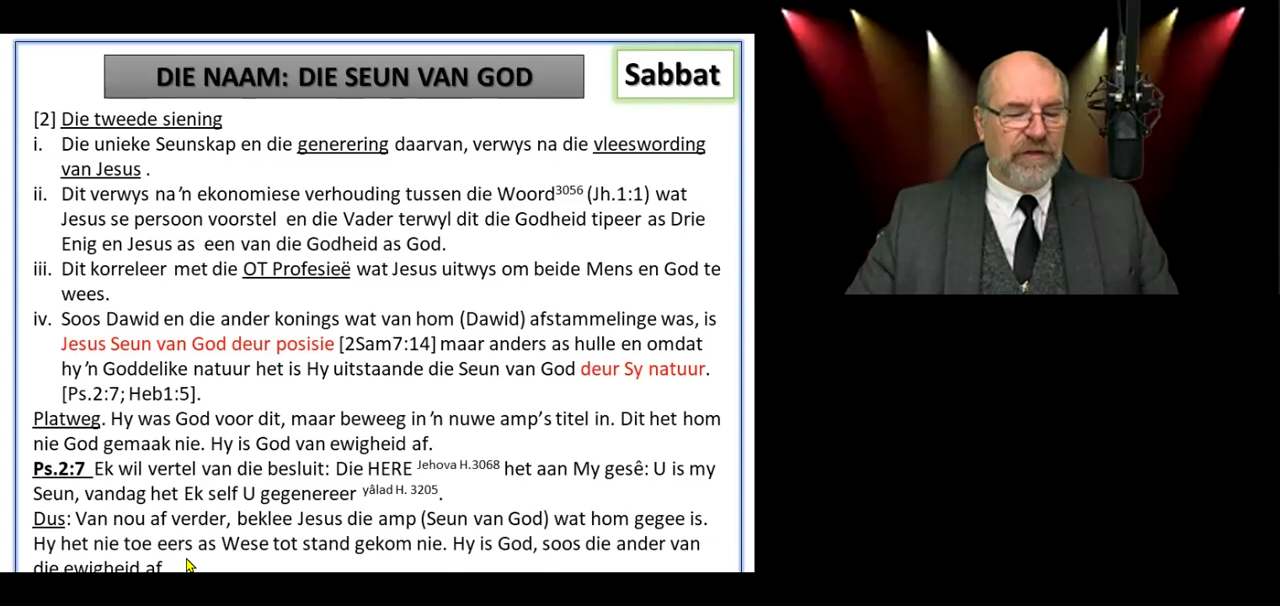 DIE NAAM: DIE SEUN VAN GOD
Sabbat
[2] Die tweede siening
i. Die unieke Seunskap en die generering daarvan, verwys na die vleeswording
van Jesus .
ii. Dit verwys na 'n ekonomiese verhouding tussen die Woord3056 (Jh.1:1) wat
Jesus se persoon voorstel en die Vader terwyl dit die Godheid tipeer as Drie
Enig en Jesus as een van die Godheid as God.
iii. Dit korreleer met die OT Profesieë wat Jesus uitwys om beide Mens en God te
wees.
iv. Soos Dawid en die ander konings wat van hom (Dawid) afstammelinge was, is
Jesus Seun van God deur posisie [2Sam7:14] maar anders as hulle en omdat
hy 'n Goddelike natuur het is Hy uitstaande die Seun van God deur Sy natuur.
[Ps.2:7; Heb1:5].
Platweg. Hy was God voor dit, maar beweeg in 'n nuwe amp's titel in. Dit het hom
nie God gemaak nie. Hy is God van ewigheid af.
Ps.2:7 Ek wil vertel van die besluit: Die HERE Jehova H.3068 het aan My gesê: U is my
Seun, vandag het Ek self U gegenereer yâlad H. 3205.
Dus: Van nou af verder, beklee Jesus die amp (Seun van God) wat hom gegee is.
Hy het nie toe eers as Wese tot stand gekom nie. Hy is God, soos die ander van
die ewigheid af.